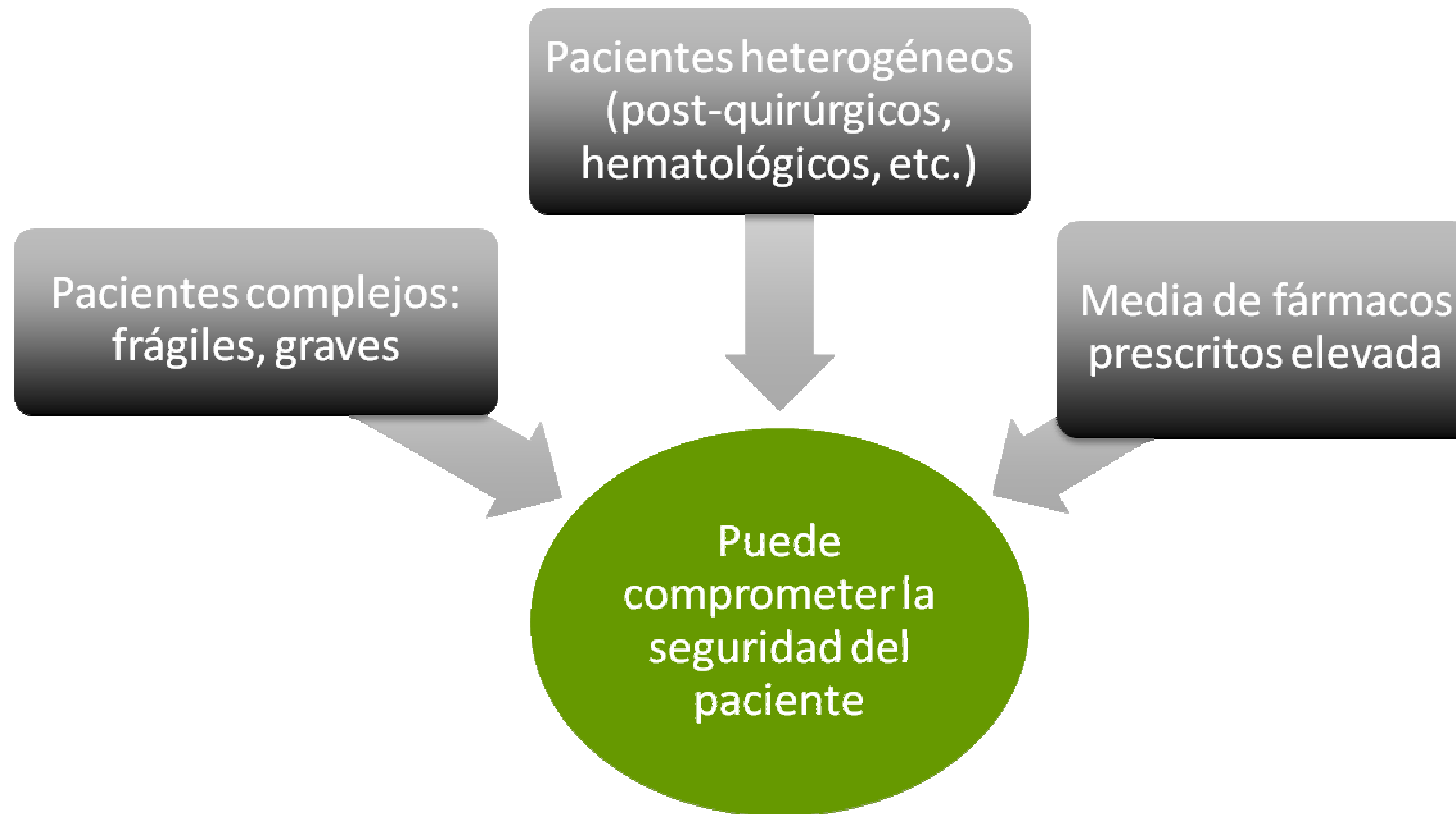 Pacientes heterogéneos
(post-quirúrgicos,
hematológicos, etc.)
Pacientes complejos:
frágiles, graves
Media de fármacos
prescritos elevada
Puede
comprometer la
seguridad del
paciente